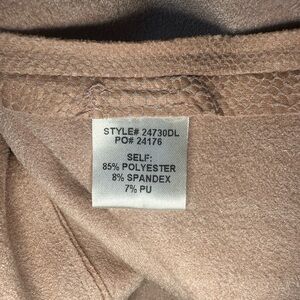 STYLE# 24730DL
PO# 24176
SELF:
85% POLYESTER
8% SPANDEX
7% PU